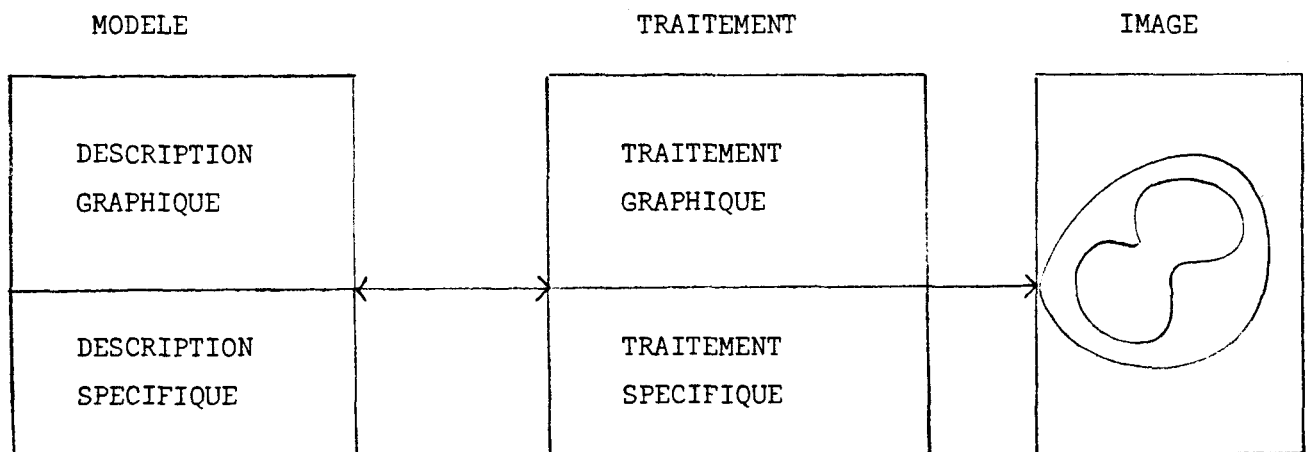 MODELE
TRAITEMENT
IMAGE
DESCRIPTION
GRAPHIQUE
TRAITEMENT
GRAPHIQUE
DESCRIPTION
SPECIFIQUE
TRAITEMENT
SPECIFIQUE